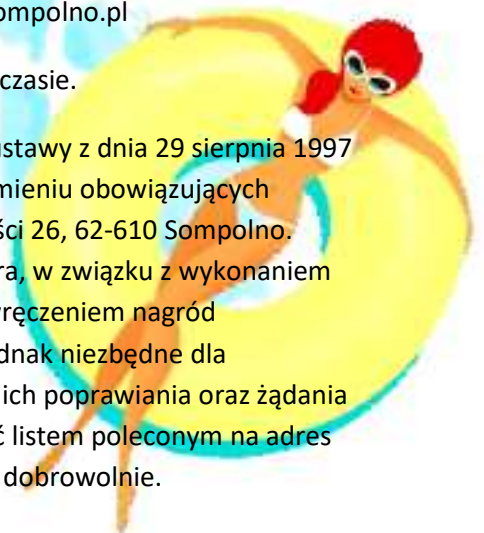 ompolno.pl
czasie.
ustawy z dnia 29 sierpnia 1997
mieniu obowiązujących
ści 26, 62-610 Sompolno.
ra, w związku z wykonaniem
ręczeniem nagród
dnak niezbędne dla
ich poprawiania oraz żądania
ć listem poleconym na adres
dobrowolnie.